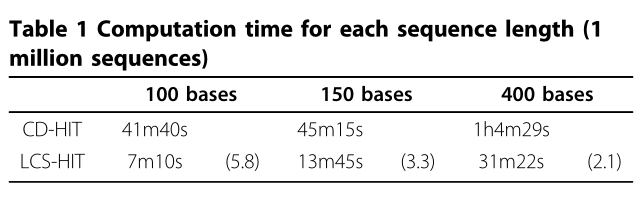 Table 1 Computation time for each sequence length (1
million sequences)
100 bases 150 bases 400 bases
CD-HIT 41m40s 45m15s 1h4m29s
LCS-HIT 7m10s (5.8) 13m45s (3.3) 31m22s (2.1)